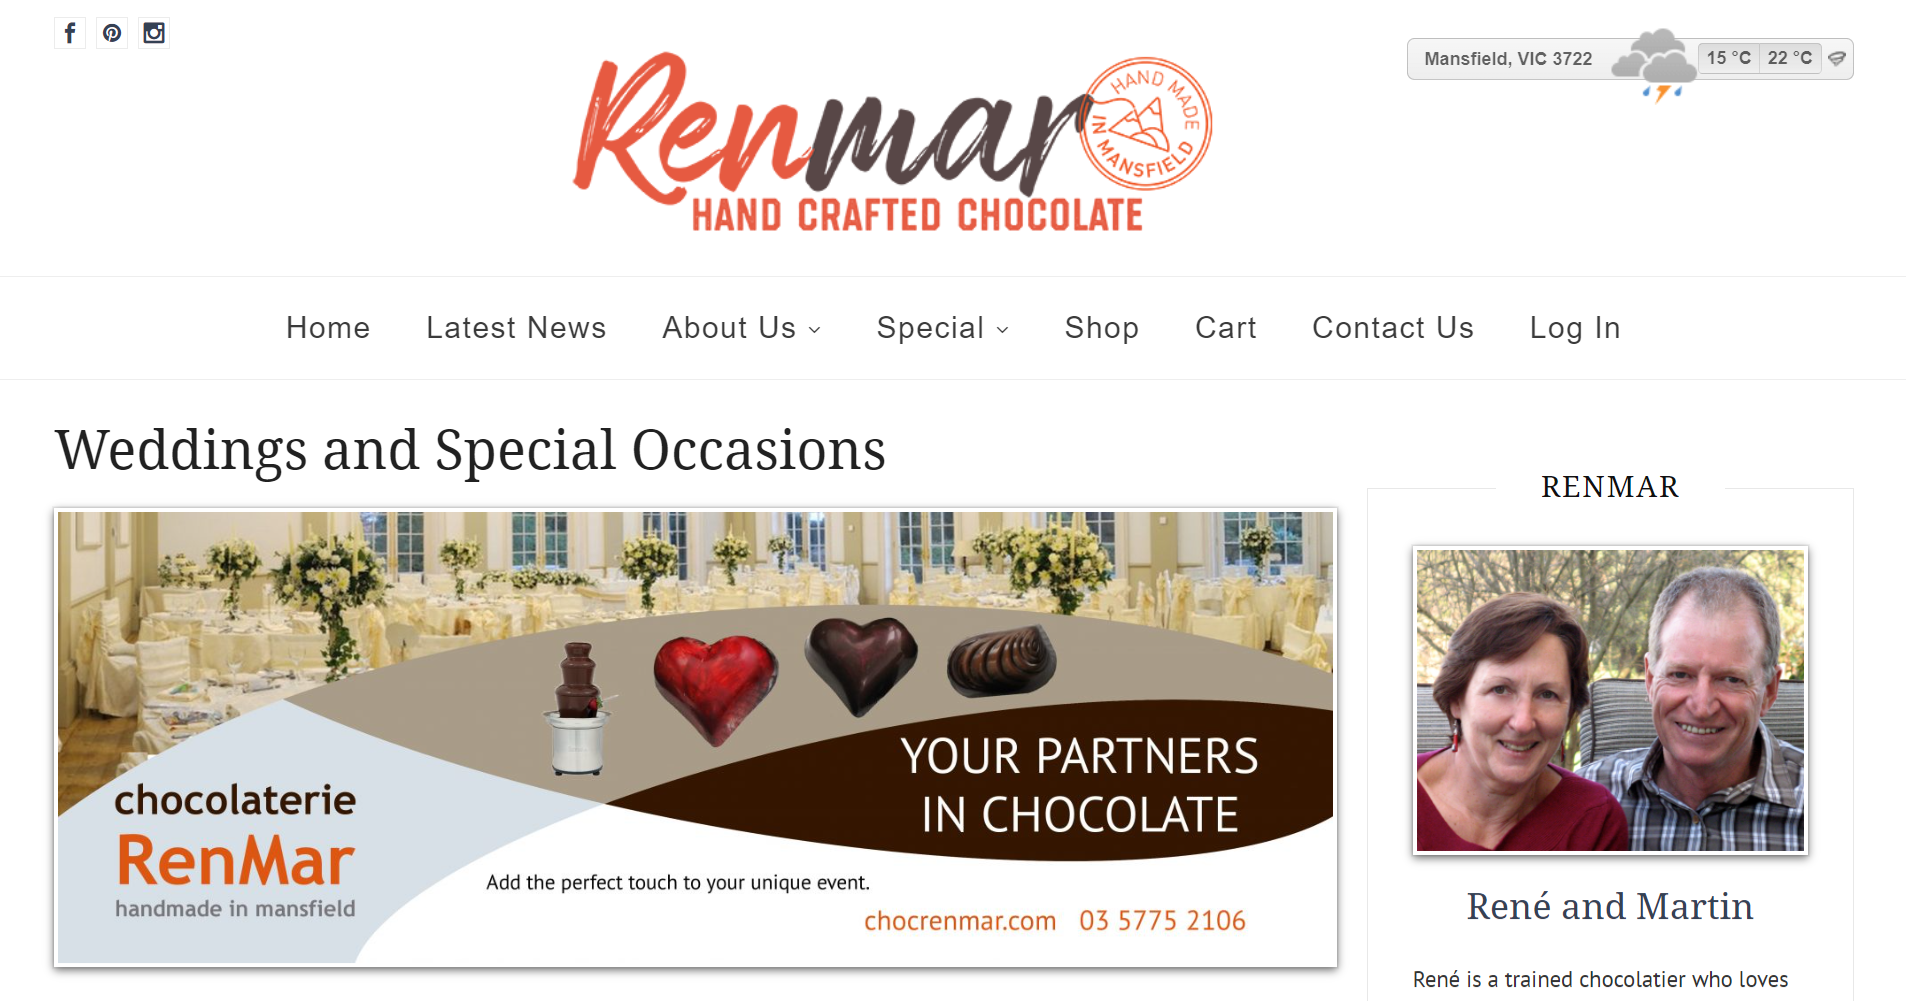 Mansfield, VIC 3722 15 °C 22 °C
Renmar
HAND MADE
IN MANSFIELD
HAND CRAFTED CHOCOLATE
Home Latest News About Us Special Shop Cart Contact Us Log In
Weddings and Special Occasions
chocolaterie
RenMar
handmade in mansfield
YOUR PARTNERS
IN CHOCOLATE
Add the perfect touch to your unique event.
chocrenmar.com 03 5775 2106
RENMAR
René and Martin
René is a trained chocolatier who loves